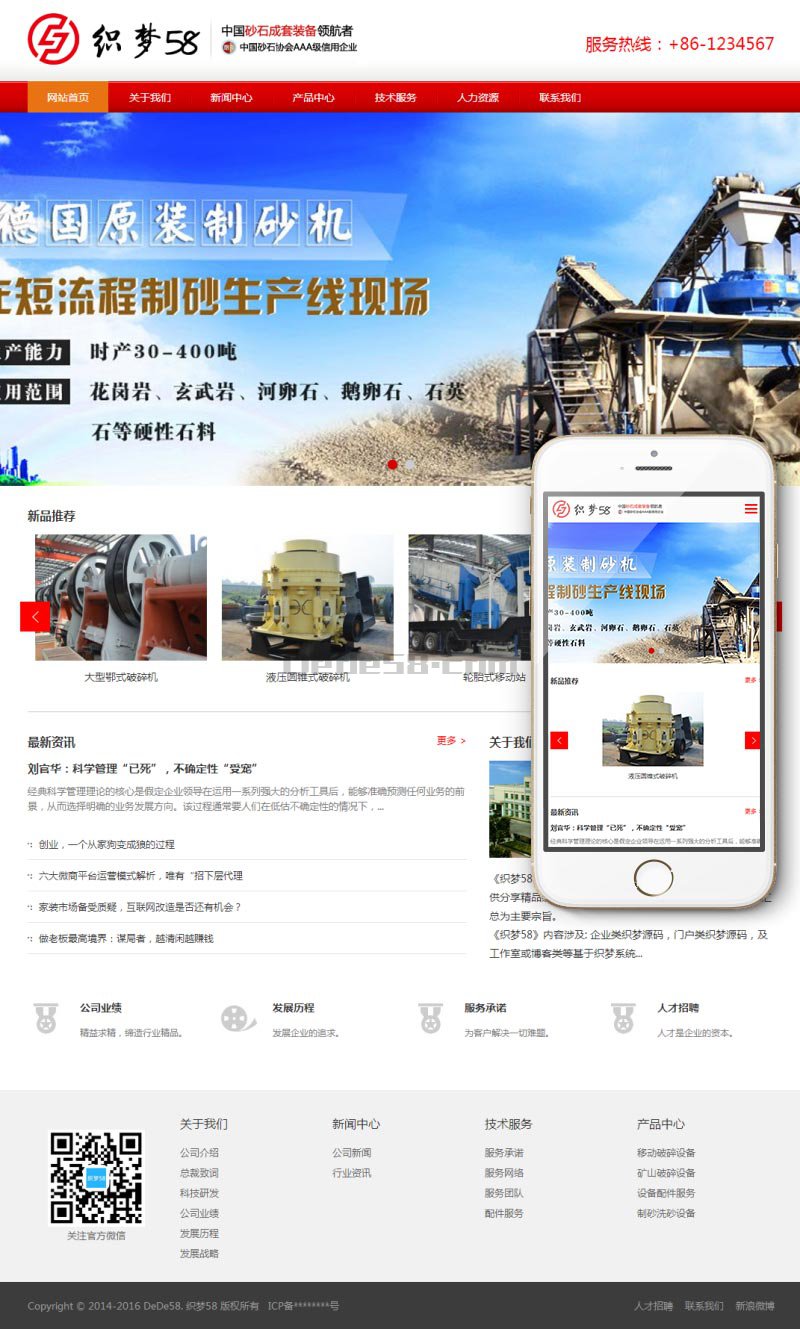 织梦58
中国砂石成套装备领航者
中国砂石协会AAA级信用企业
服务热线：+86-1234567
网站首页 关于我们 新闻中心 产品中心 技术服务 人力资源 联系我们
德国原装制砂机
在短流程制砂生产线现场
产能力 时产30-400吨
用范围 花岗岩、玄武岩、河卵石、鹅卵石、石英
石等硬性石料
新品推荐
大型鄂式破碎机 液压圆锥式破碎机 轮胎式移动站
Dede58.com
最新资讯 更多 >
刘官华：科学管理“已死”，不确定性“受宠”
经典科学管理理论的核心是假定企业领导在运用一系列强大的分析工具后，能够准确预测任何业务的前
景，从而选择明确的业务发展方向。该过程通常要人们在低估不确定性的情况下，...
创业，一个从家狗变成狼的过程
六大微商平台运营模式解析，唯有“招下层代理
家装市场备受质疑，互联网改造是否还有机会？
做老板最高境界：谋局者，越清闲越赚钱
关于我们
《织梦58
供分享精品
总为主要宗旨。
《织梦58》内容涉及: 企业类织梦源码，门户类织梦源码，及
工作室或博客类等基于织梦系统...
织梦58
中国砂石成套装备领航者
中国砂石协会AAA级信用企业
原装制砂机
程制砂生产线现场
产30-400吨
岗岩、玄武岩、河卵石、鹅卵石、石英
等硬性石料
新品推荐 更多
液压圆锥式破碎机
最新资讯 更多
刘官华：科学管理“已死”，不确定性“受宠”
经典科学管理理论的核心是假定企业领导在运用一系列强大的分析工具后，能够准确
公司业绩
精益求精，缔造行业精品。
发展历程
发展企业的追求。
服务承诺
为客户解决一切难题。
人才招聘
人才是企业的资本。
织梦58
关注官方微信
关于我们
公司介绍
总裁致词
科技研发
公司业绩
发展历程
发展战略
新闻中心
公司新闻
行业资讯
技术服务
服务承诺
服务网络
服务团队
配件服务
产品中心
移动破碎设备
矿山破碎设备
设备配件服务
制砂洗砂设备
Copyright © 2014-2016 DeDe58. 织梦58 版权所有 ICP备********号
人才招聘 联系我们 新浪微博